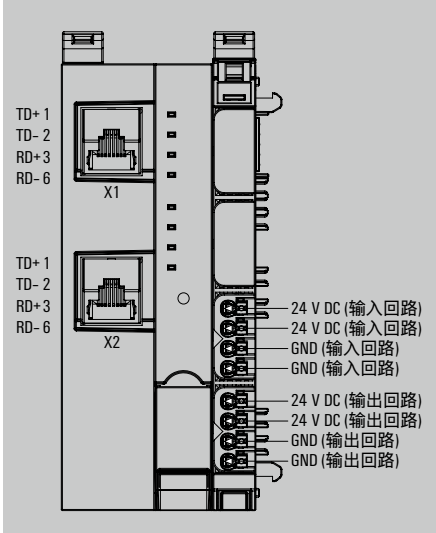 TD+ 1
TD- 2
RD+ 3
RD- 6
X1
TD+ 1
TD- 2
RD+ 3
RD- 6
X2
24 V DC (输入回路)
24 V DC (输入回路)
GND (输入回路)
GND (输入回路)
24 V DC (输出回路)
24 V DC (输出回路)
GND (输出回路)
GND (输出回路)